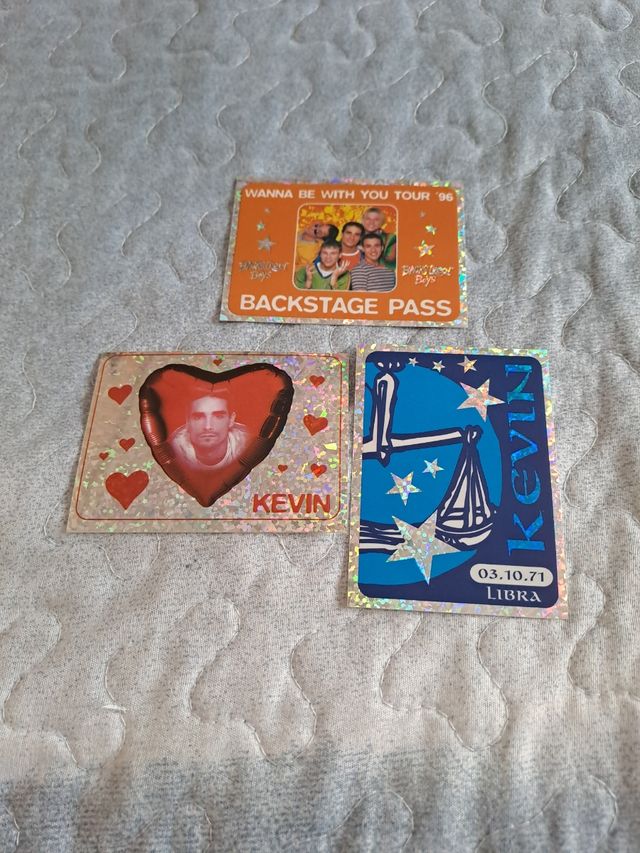 WANNA BE WITH YOU TOUR '96
BACKSTREET
BOYS
BACKSTREET
BOYS
BACKSTAGE PASS
KEVIN
KEVIN
03.10.71
LIBRA